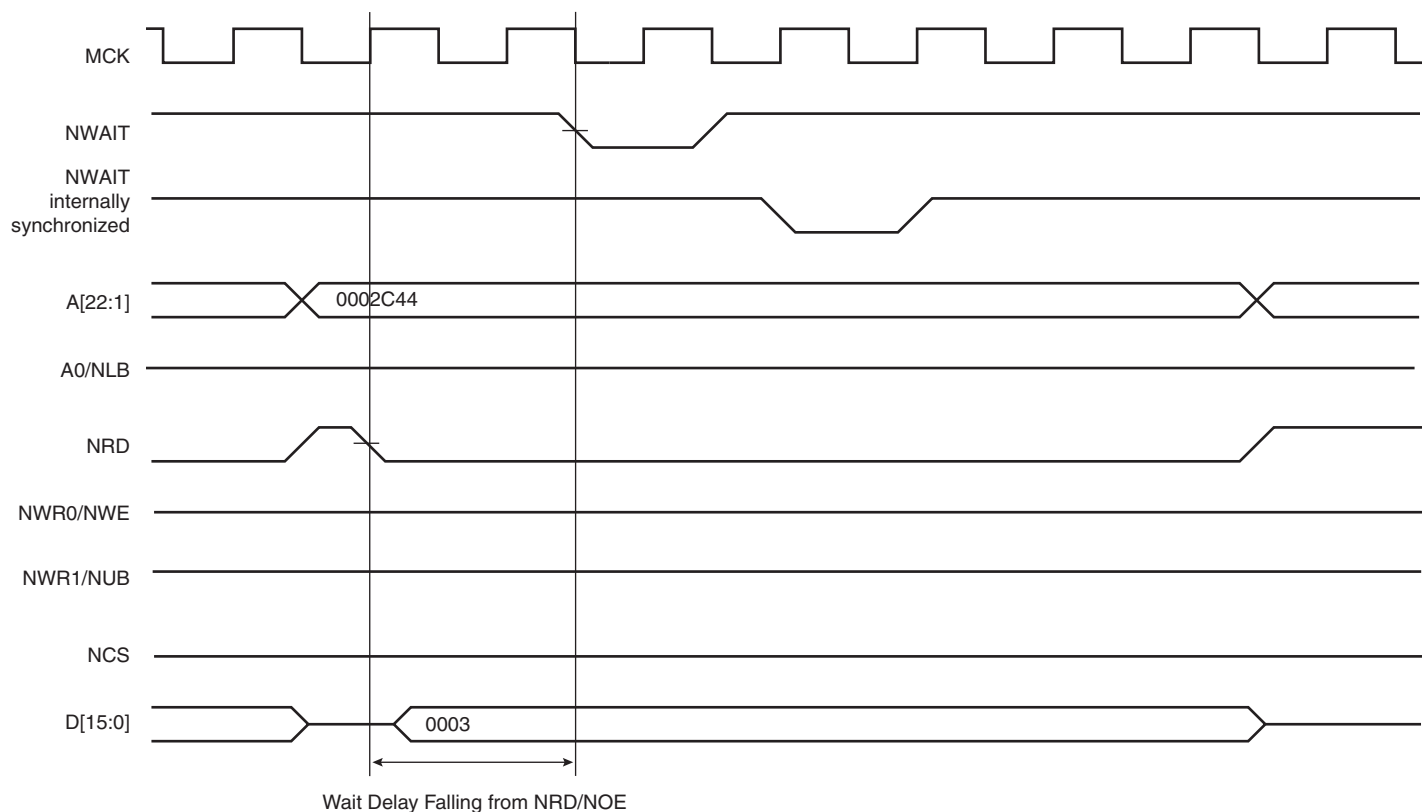 MCK
NWAIT
NWAIT
internally
synchronized
A[22:1]
0002C44
A0/NLB
NRD
NWR0/NWE
NWR1/NUB
NCS
D[15:0]
0003
Wait Delay Falling from NRD/NOE